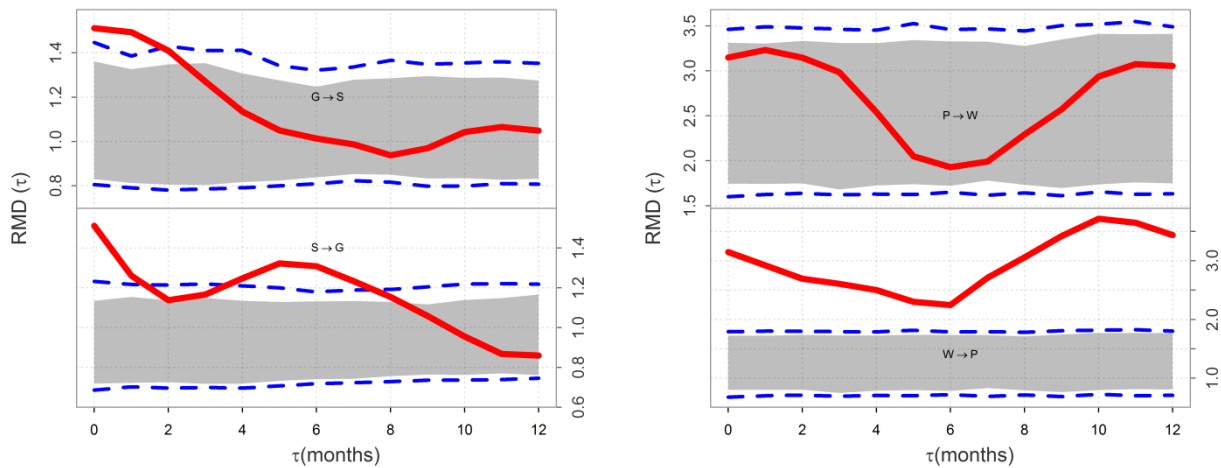 RMD (τ)
0.8 1.0 1.2 1.4
G → S
S → G
0.6 0.8 1.0 1.2 1.4
0 2 4 6 8 10 12
τ(months)
RMD (τ)
1.5 2.0 2.5 3.0 3.5
P → W
W → P
1.0 2.0 3.0
0 2 4 6 8 10 12
τ(months)